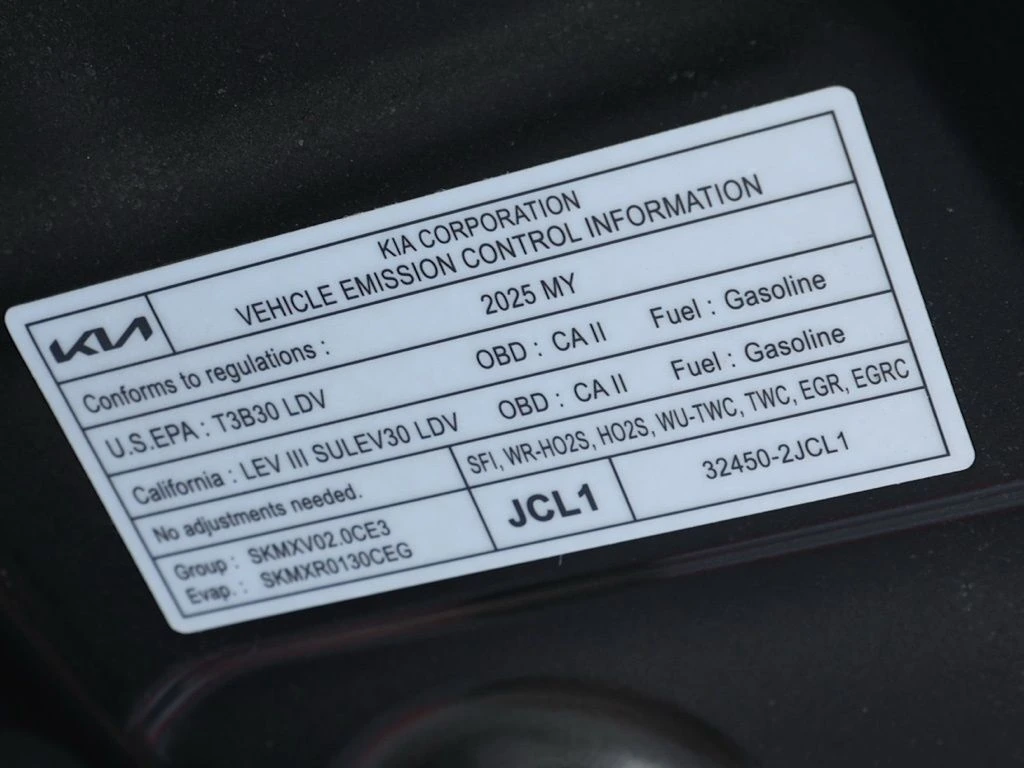 KIA CORPORATION
VEHICLE EMISSION CONTROL INFORMATION
KIA
Conforms to regulations : 2025 MY
U.S.EPA : T3B30 LDV OBD : CA II Fuel : Gasoline
California : LEV III SULEV30 LDV OBD : CA II Fuel : Gasoline
No adjustments needed. SFI, WR-HO2S, HO2S, WU-TWC, TWC, EGR, EGRC
Group : SKMXV02.0CE3
Evap. : SKMXR0130CEG
JCL1
32450-2JCL1